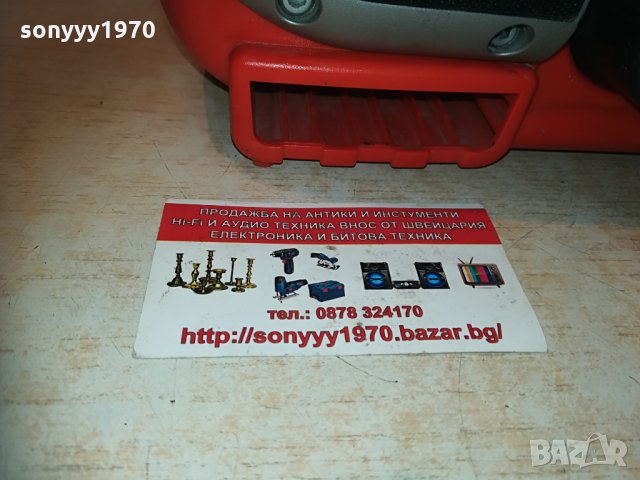 sonyyy1970
ПРОДАЖБА НА АНТИКИ И ИНСТУМЕНТИ
Hi-Fi И АУДИО ТЕХНИКА ВНОС ОТ ШВЕЙЦАРИЯ
ЕЛЕКТРОНИКА И БИТОВА ТЕХНИКА
тел.: 0878 324170
http://sonyyy1970.bazar.bg/
sonyyy1970
BAZAR